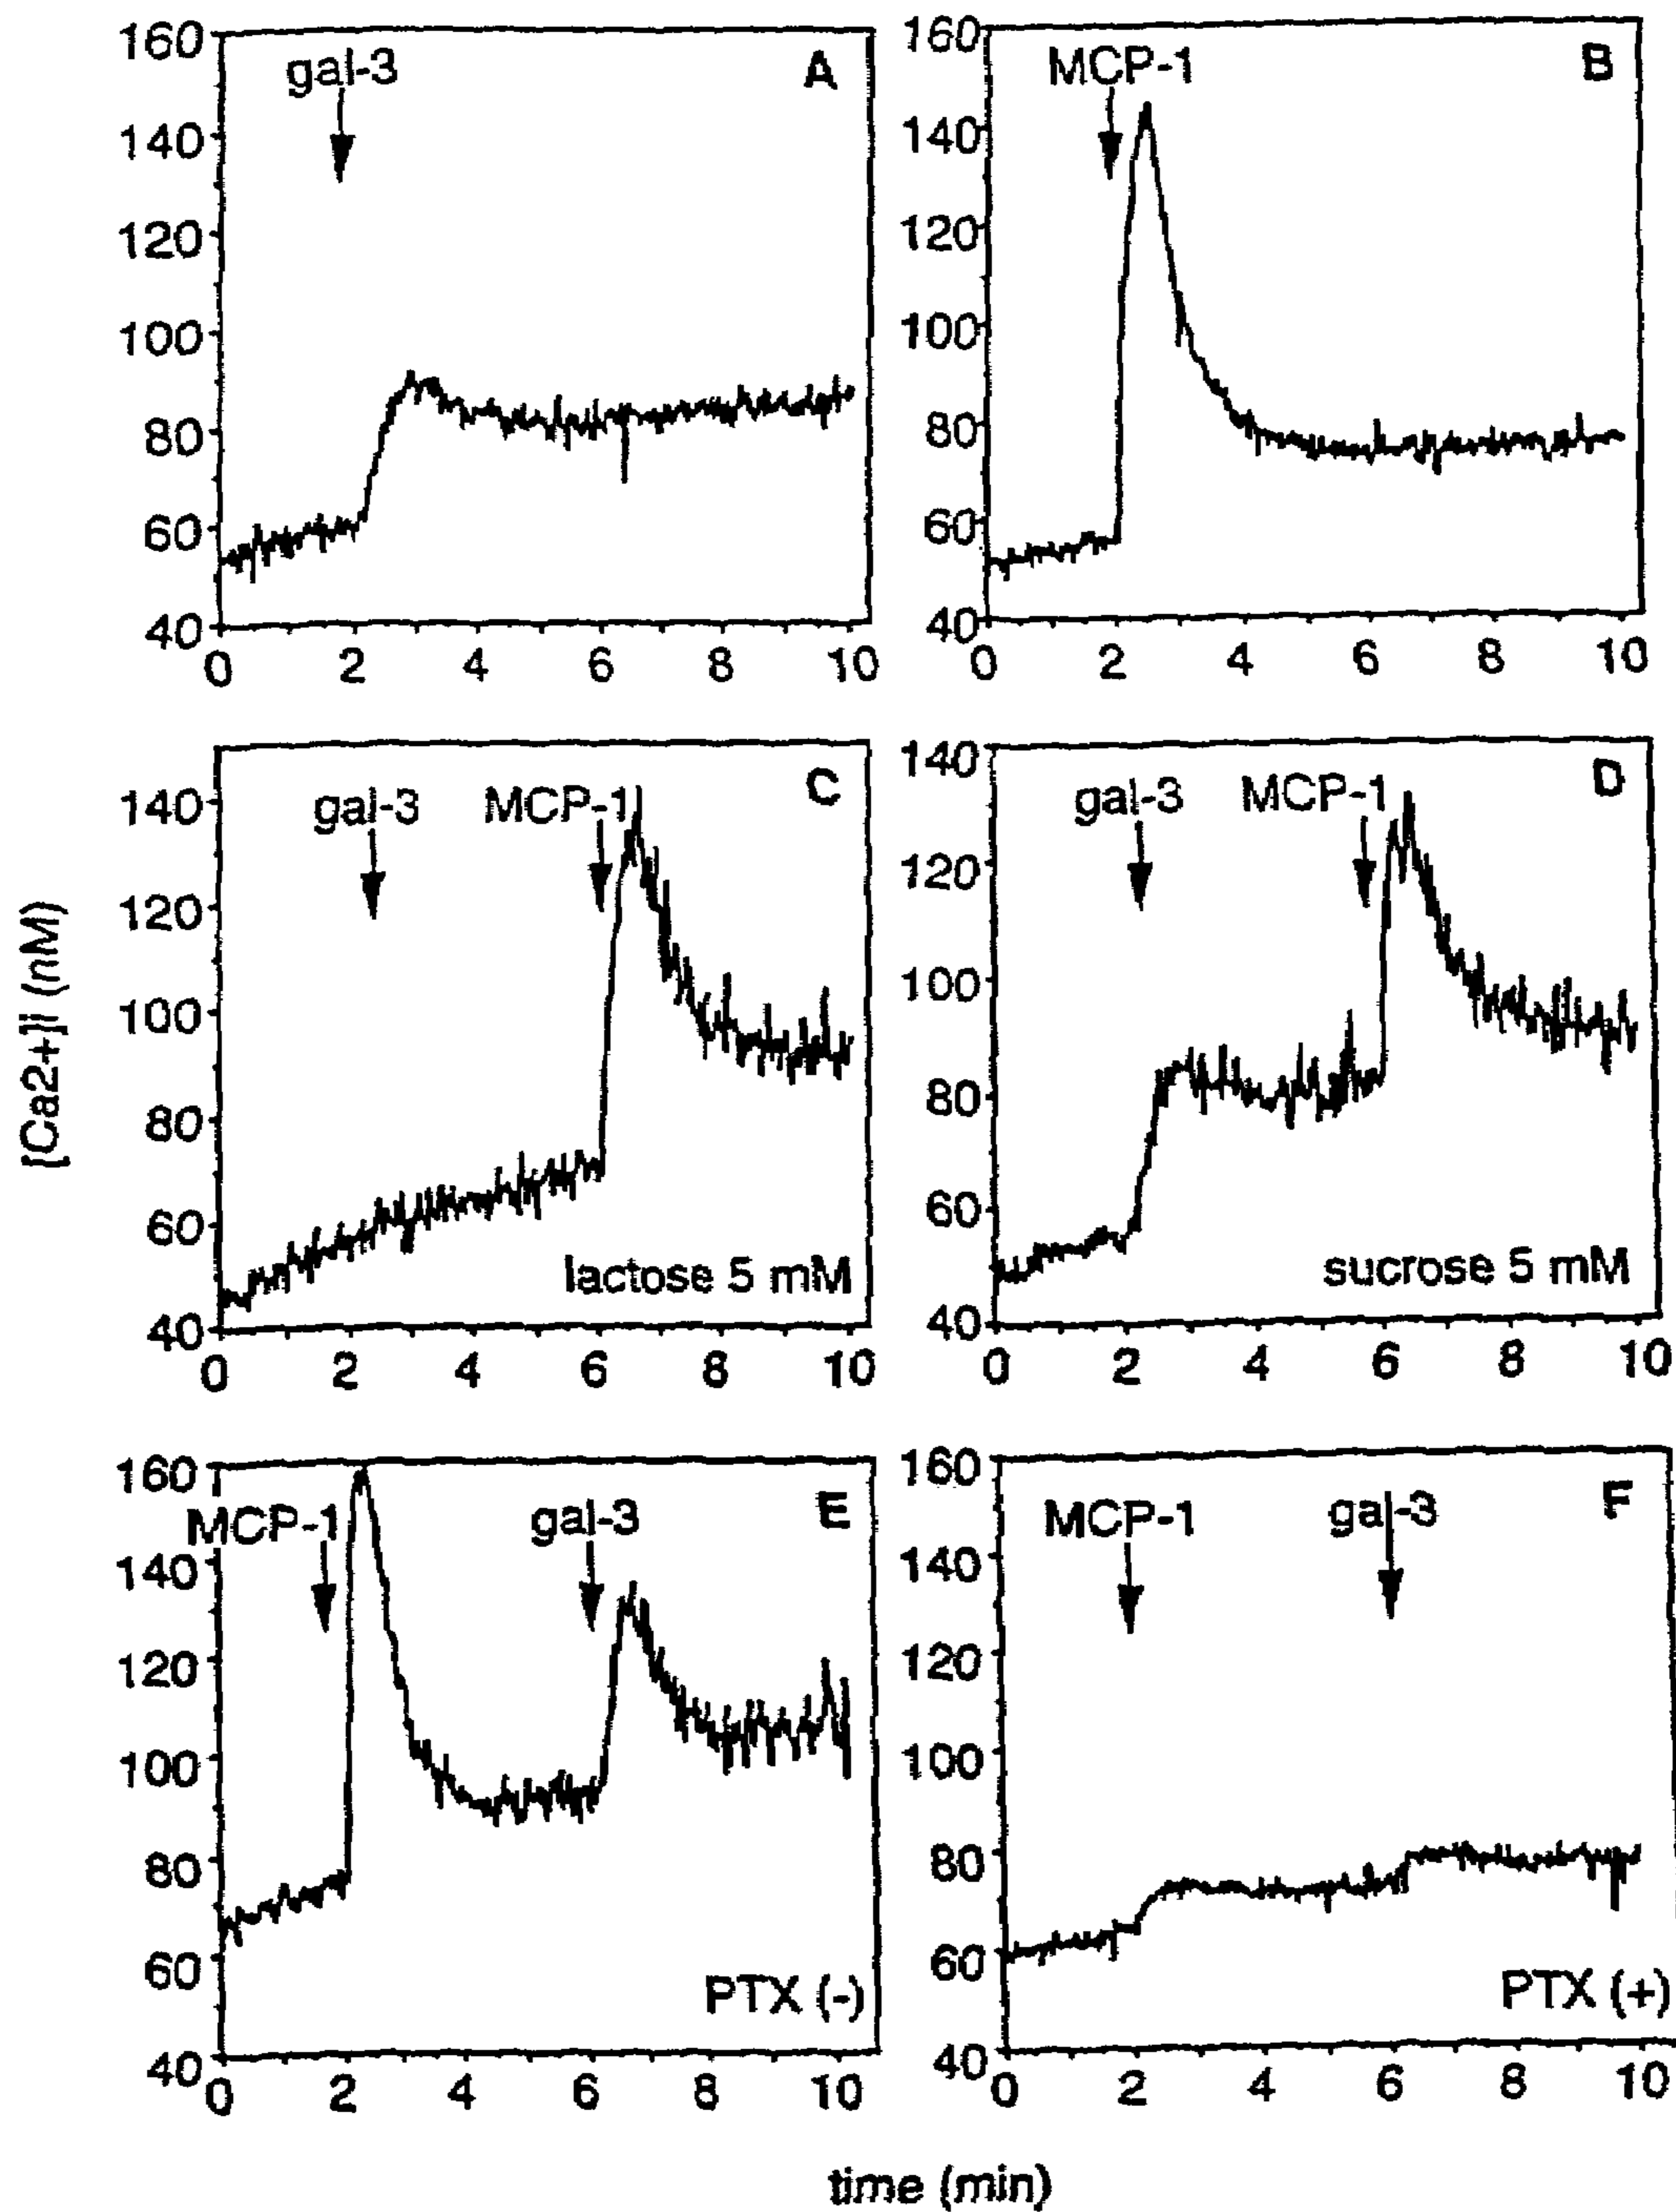 160
140
120
100
80
60
40
gal-3
A
0 2 4 6 8 10
160
140
120
100
80
60
40
MCP-1
B
0 2 4 6 8 10
[Ca2+]i (nM)
140
120
100
80
60
40
gal-3 MCP-1
C
lactose 5 mM
0 2 4 6 8 10
140
120
100
80
60
40
gal-3 MCP-1
D
sucrose 5 mM
0 2 4 6 8 10
160
140
120
100
80
60
40
MCP-1 gal-3
E
PTX (-)
0 2 4 6 8 10
160
140
120
100
80
60
40
MCP-1 gal-3
F
PTX (+)
0 2 4 6 8 10
time (min)